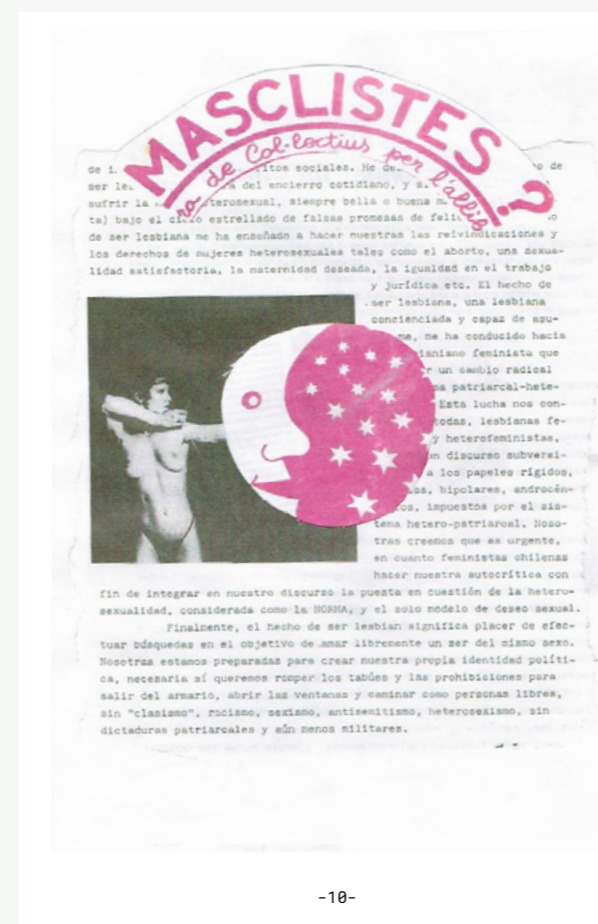 MASCLISTES ?
ra de Col·lectius per l'allib
de i. itos sociales. He de o de
ser le a del encierro cotidiano, y
sufrir la terosexual, siempre bella o buena
ta) bajo el estrellado de falsas promesas de feli
de ser lesbiana me ha enseñado a hacer nuestras las reivindicaciones y
los derechos de mujeres heterosexuales tales como el aborto, una sexua-
lidad satisfactoria, la maternidad deseada, la igualdad en el trabajo
y jurídica etc. El hecho de
ser lesbiana, una lesbiana
concienciada y capaz de asu-
me, me ha conducido hacia
ianismo feminista que
r un cambio radical
ma patriarcal-hete-
Esta lucha nos con-
todas, lesbianas fe-
y heterofeministas,
un discurso subversi-
a los papeles rígidos,
os, bipolares, androcén-
os, impuestos por el sis-
tema hetero-patriarcal. Noso-
tras creemos que es urgente,
en cuanto feministas chilenas
hacer nuestra autocrítica con
fin de integrar en nuestro discurso la puesta en cuestión de la hetero-
sexualidad, considerada como la NORMA, y el solo modelo de deseo sexual.
Finalmente, el hecho de ser lesbian significa placer de efec-
tuar búsquedas en el objetivo de amar libremente un ser del mismo sexo.
Nosotras estamos preparadas para crear nuestra propia identidad políti-
ca, necesaria sí queremos romper los tabúes y las prohibiciones para
salir del armario, abrir las ventanas y caminar como personas libres,
sin "clasismo", racismo, sexismo, antisemitismo, heterosexismo, sin
dictaduras patriarcales y aún menos militares.
-10-